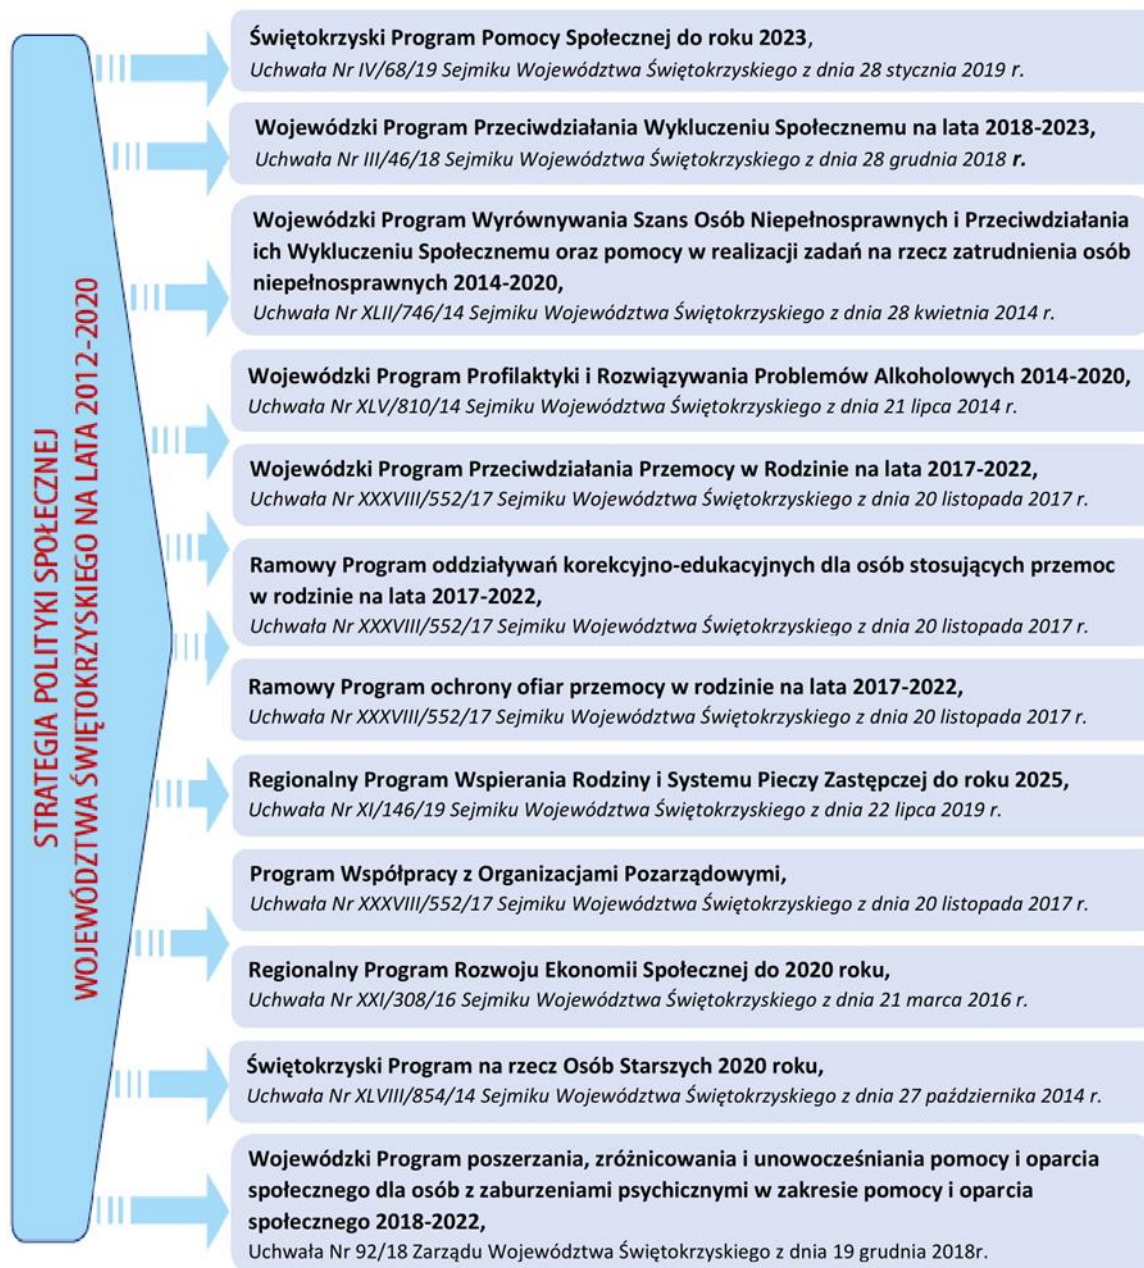 STRATEGIA POLITYKI SPOŁECZNEJ
WOJEWÓDZTWA ŚWIĘTOKRZYSKIEGO NA LATA 2012-2020
Świętokrzyski Program Pomocy Społecznej do roku 2023,
Uchwała Nr IV/68/19 Sejmiku Województwa Świętokrzyskiego z dnia 28 stycznia 2019 r.
Wojewódzki Program Przeciwdziałania Wykluczeniu Społecznemu na lata 2018-2023,
Uchwała Nr III/46/18 Sejmiku Województwa Świętokrzyskiego z dnia 28 grudnia 2018 r.
Wojewódzki Program Wyrównywania Szans Osób Niepełnosprawnych i Przeciwdziałania
ich Wykluczeniu Społecznemu oraz pomocy w realizacji zadań na rzecz zatrudnienia osób
niepełnosprawnych 2014-2020,
Uchwała Nr XLII/746/14 Sejmiku Województwa Świętokrzyskiego z dnia 28 kwietnia 2014 r.
Wojewódzki Program Profilaktyki i Rozwiązywania Problemów Alkoholowych 2014-2020,
Uchwała Nr XLV/810/14 Sejmiku Województwa Świętokrzyskiego z dnia 21 lipca 2014 r.
Wojewódzki Program Przeciwdziałania Przemocy w Rodzinie na lata 2017-2022,
Uchwała Nr XXXVIII/552/17 Sejmiku Województwa Świętokrzyskiego z dnia 20 listopada 2017 r.
Ramowy Program oddziaływań korekcyjno-edukacyjnych dla osób stosujących przemoc
w rodzinie na lata 2017-2022,
Uchwała Nr XXXVIII/552/17 Sejmiku Województwa Świętokrzyskiego z dnia 20 listopada 2017 r.
Ramowy Program ochrony ofiar przemocy w rodzinie na lata 2017-2022,
Uchwała Nr XXXVIII/552/17 Sejmiku Województwa Świętokrzyskiego z dnia 20 listopada 2017 r.
Regionalny Program Wspierania Rodziny i Systemu Pieczy Zastępczej do roku 2025,
Uchwała Nr XI/146/19 Sejmiku Województwa Świętokrzyskiego z dnia 22 lipca 2019 r.
Program Współpracy z Organizacjami Pozarządowymi,
Uchwała Nr XXXVIII/552/17 Sejmiku Województwa Świętokrzyskiego z dnia 20 listopada 2017 r.
Regionalny Program Rozwoju Ekonomii Społecznej do 2020 roku,
Uchwała Nr XXI/308/16 Sejmiku Województwa Świętokrzyskiego z dnia 21 marca 2016 r.
Świętokrzyski Program na rzecz Osób Starszych 2020 roku,
Uchwała Nr XLVIII/854/14 Sejmiku Województwa Świętokrzyskiego z dnia 27 października 2014 r.
Wojewódzki Program poszerzania, zróżnicowania i unowocześniania pomocy i oparcia
społecznego dla osób z zaburzeniami psychicznymi w zakresie pomocy i oparcia
społecznego 2018-2022,
Uchwała Nr 92/18 Zarządu Województwa Świętokrzyskiego z dnia 19 grudnia 2018r.